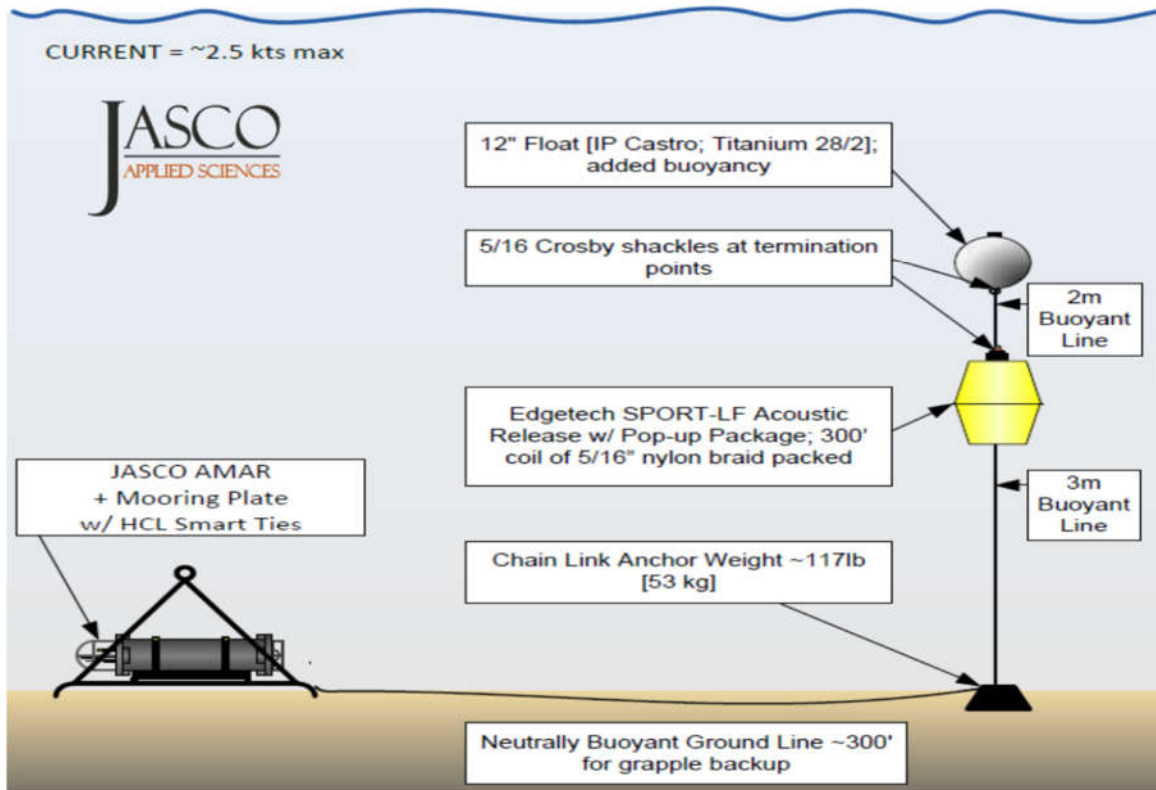 CURRENT = ~2.5 kts max
JASCO
APPLIED SCIENCES
12" Float [IP Castro; Titanium 28/2];
added buoyancy
5/16 Crosby shackles at termination
points
2m
Buoyant
Line
Edgetech SPORT-LF Acoustic
Release w/ Pop-up Package; 300'
coil of 5/16" nylon braid packed
JASCO AMAR
+ Mooring Plate
w/ HCL Smart Ties
3m
Buoyant
Line
Chain Link Anchor Weight ~117lb
[53 kg]
Neutrally Buoyant Ground Line ~300'
for grapple backup